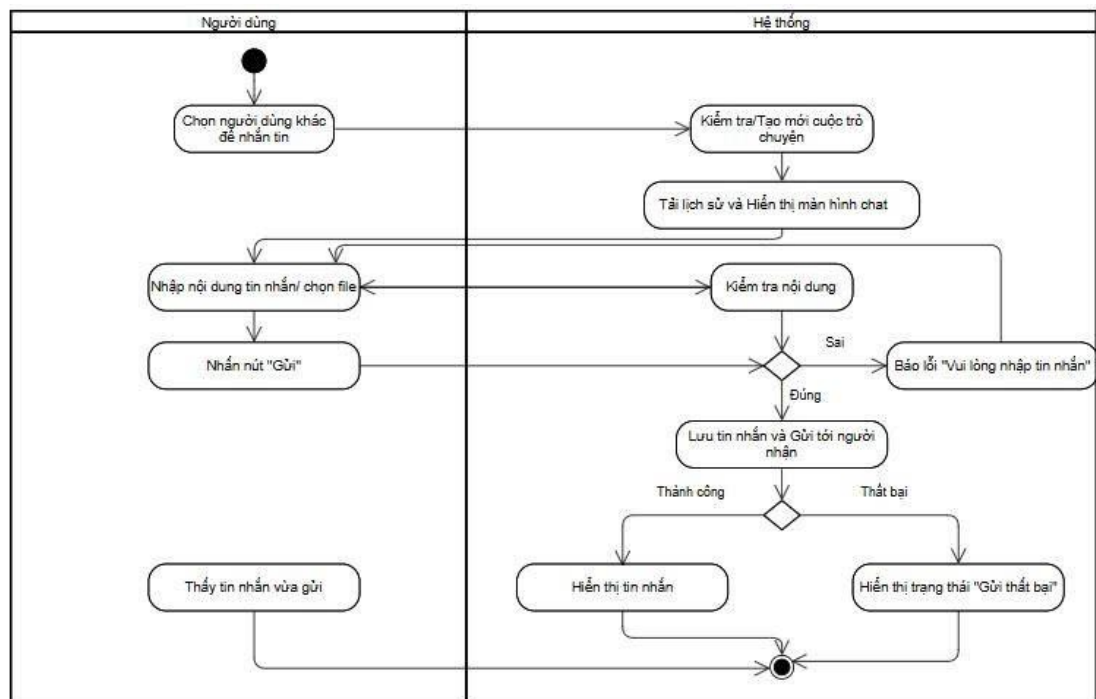 Người dùng
Hệ thống
Chọn người dùng khác
để nhắn tin
Kiểm tra/Tạo mới cuộc trò
chuyện
Tải lịch sử và Hiển thị màn hình chat
Nhập nội dung tin nhắn/ chọn file
Kiểm tra nội dung
Sai
Nhấn nút "Gửi"
Báo lỗi "Vui lòng nhập tin nhắn"
Đúng
Lưu tin nhắn và Gửi tới người
nhận
Thành công
Thất bại
Thấy tin nhắn vừa gửi
Hiển thị tin nhắn
Hiển thị trạng thái "Gửi thất bại"